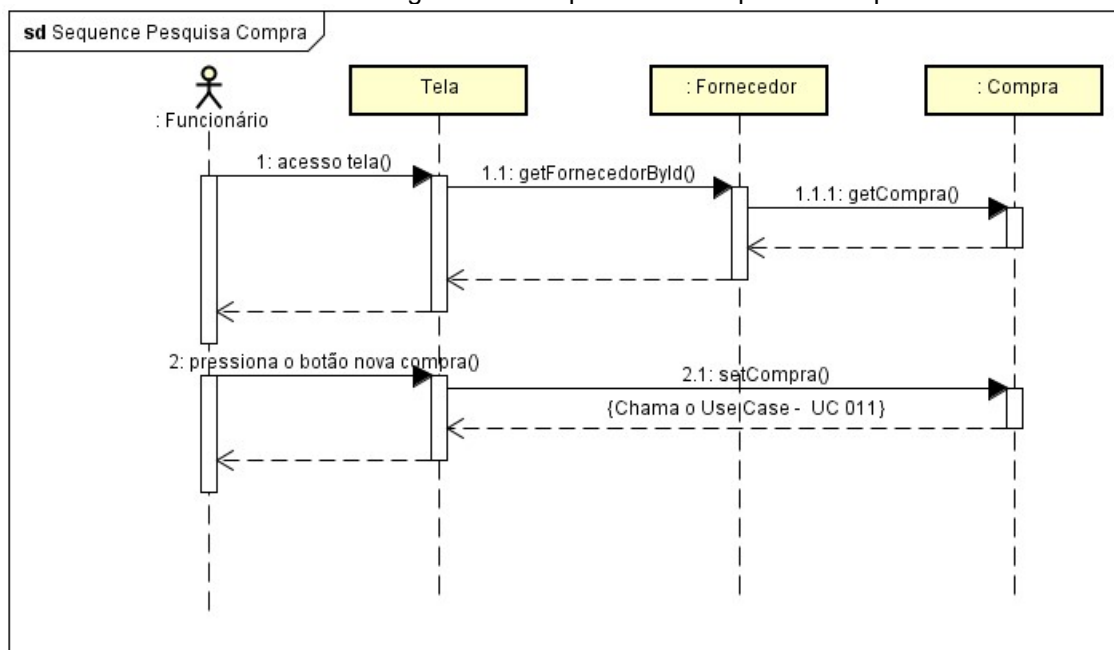 sd Sequence Pesquisa Compra
: Funcionário
Tela
: Fornecedor
: Compra
1: acesso tela()
1.1: getFornecedorById()
1.1.1: getCompra()
2: pressiona o botão nova compra()
2.1: setCompra()
{Chama o Use Case -  UC 011}